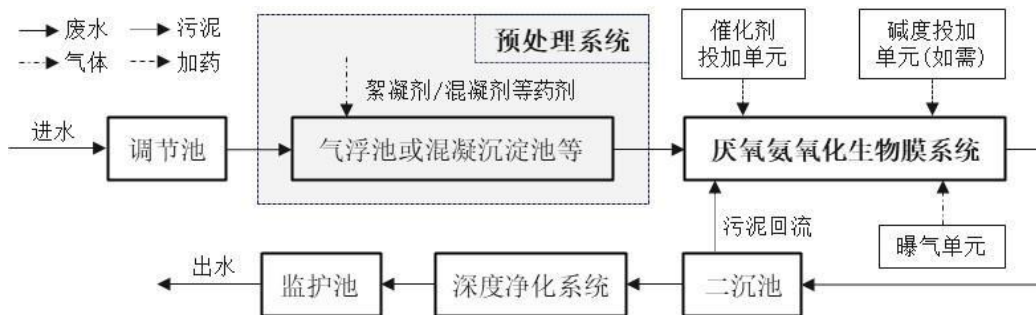 废水
污泥
气体
加药
预处理系统
絮凝剂/混凝剂等药剂
催化剂
投加单元
碱度投加
单元(如需)
进水
调节池
气浮池或混凝沉淀池等
厌氧氨氧化生物膜系统
污泥回流
曝气单元
出水
监护池
深度净化系统
二沉池